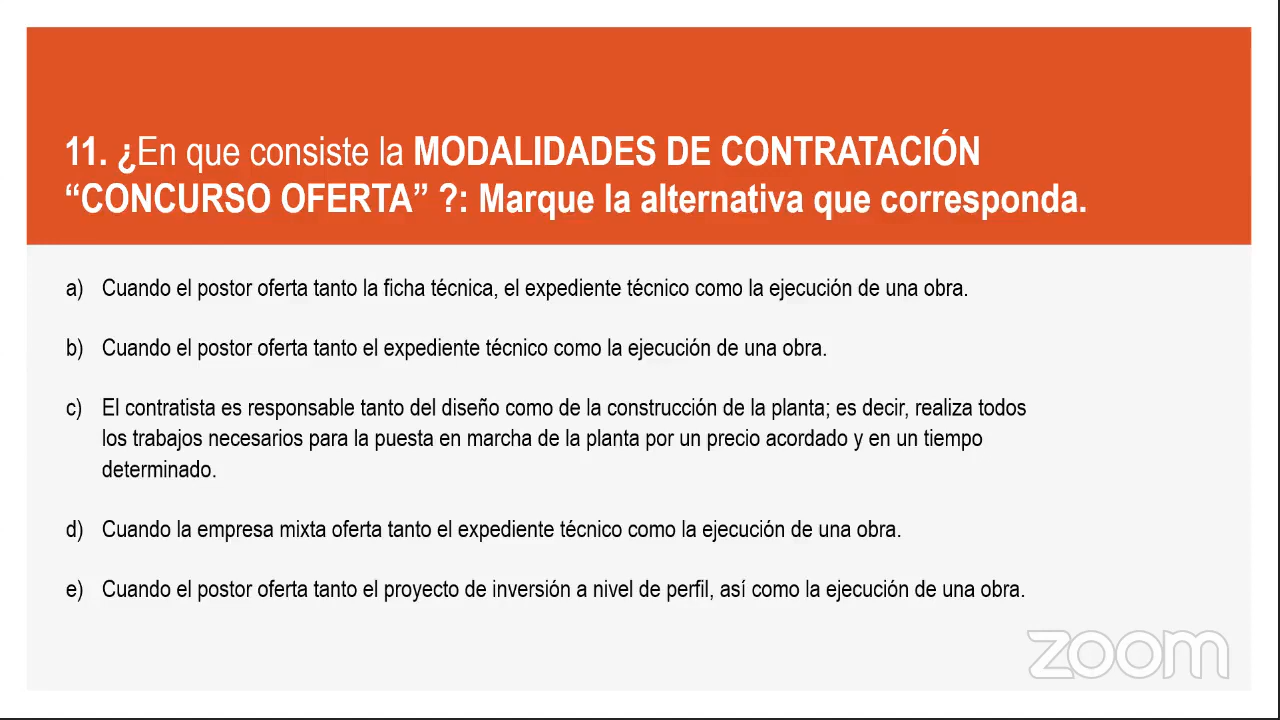 11. ¿En que consiste la MODALIDADES DE CONTRATACIÓN
“CONCURSO OFERTA” ?: Marque la alternativa que corresponda.
a) Cuando el postor oferta tanto la ficha técnica, el expediente técnico como la ejecución de una obra.
b) Cuando el postor oferta tanto el expediente técnico como la ejecución de una obra.
c) El contratista es responsable tanto del diseño como de la construcción de la planta; es decir, realiza todos
los trabajos necesarios para la puesta en marcha de la planta por un precio acordado y en un tiempo
determinado.
d) Cuando la empresa mixta oferta tanto el expediente técnico como la ejecución de una obra.
e) Cuando el postor oferta tanto el proyecto de inversión a nivel de perfil, así como la ejecución de una obra.
zoom